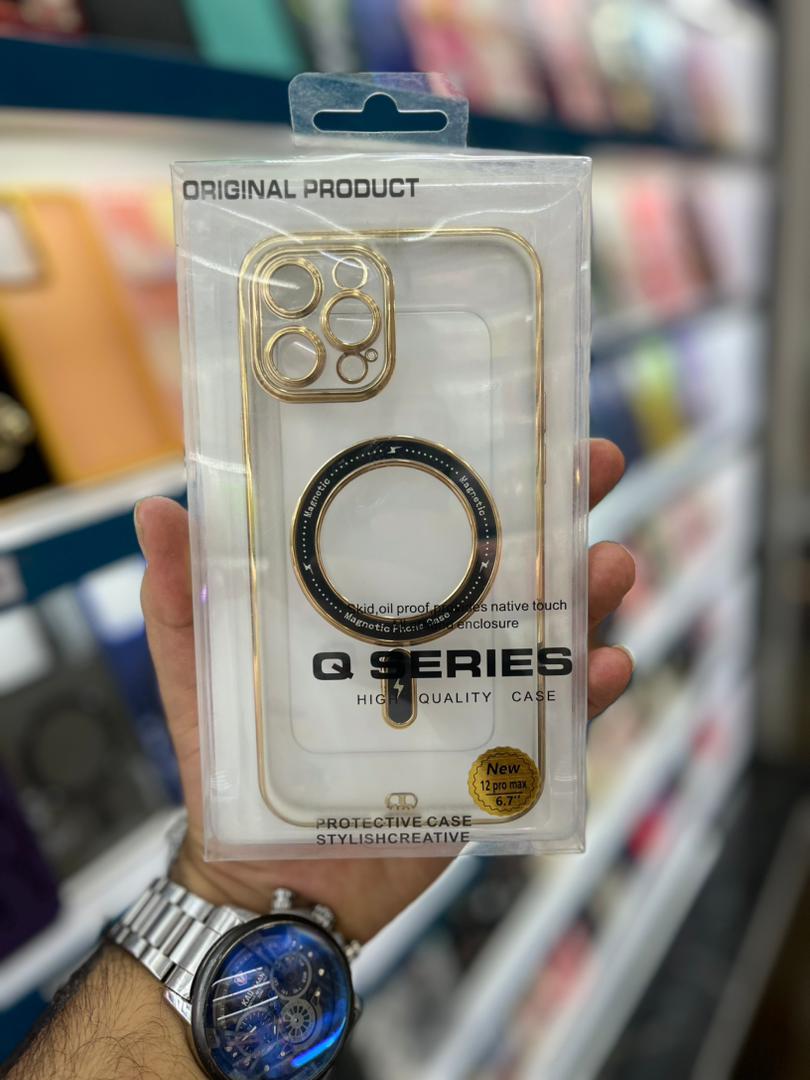 ORIGINAL PRODUCT
Magnetic
Magnetic
Magnetic Phone Case
Skid,oil proof, native touch
enclosure
Q SERIES
HIGH QUALITY CASE
New
12 pro max
6.7"
PROTECTIVE CASE
STYLISHCREATIVE